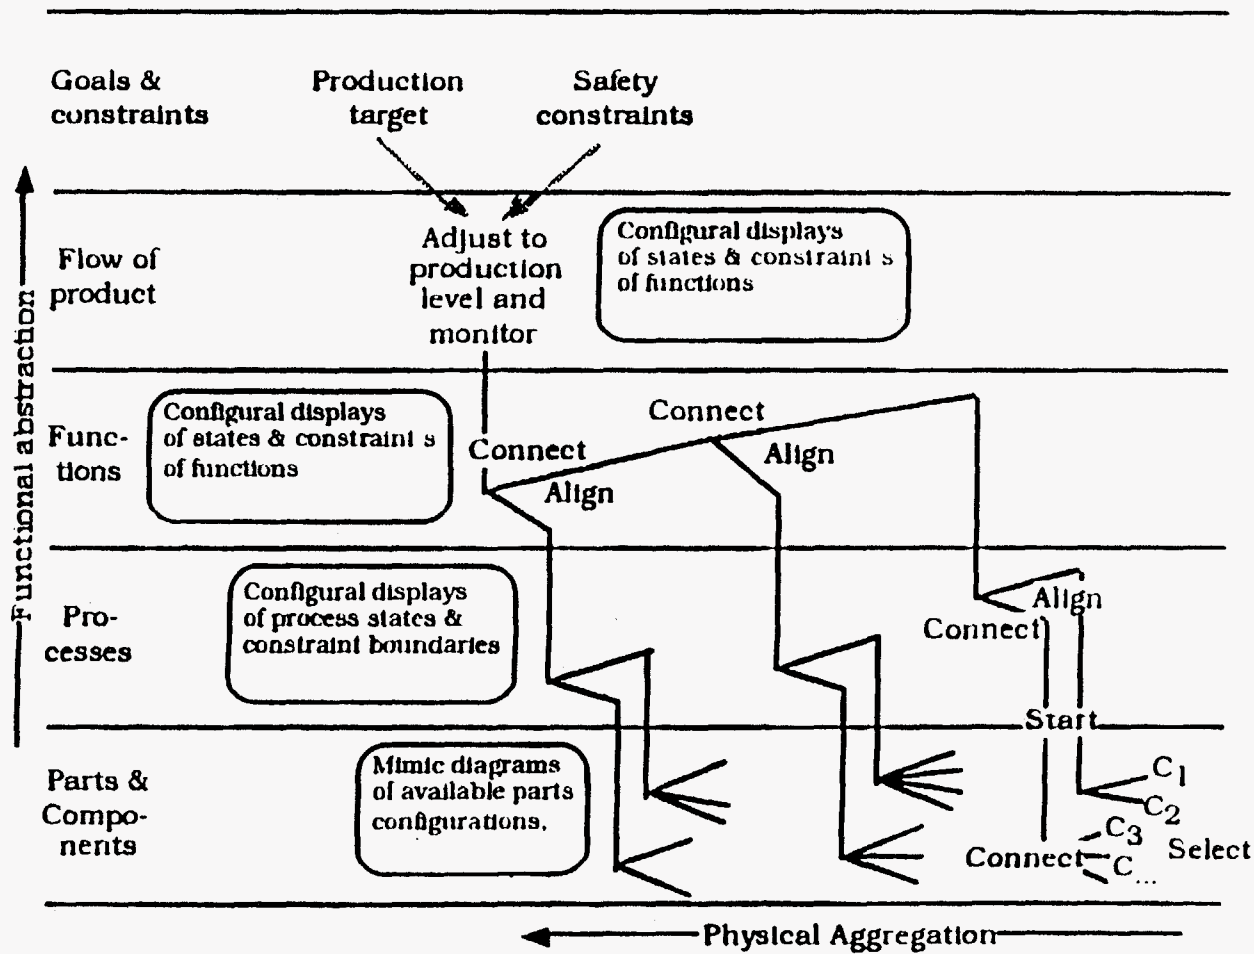 Goals &
constraints
Production
target
Safety
constraints
Functional abstraction
Flow of
product
Adjust to
production
level and
monitor
Configural displays
of states & constraints
of functions
Func-
tions
Configural displays
of states & constraints
of functions
Connect
Align
Connect
Align
Pro-
cesses
Configural displays
of process states &
constraint boundaries
Align
Connect
Start
Parts &
Compo-
nents
Mimic diagrams
of available parts
configurations.
C1
C2
C3
Connect
C...
Select
Physical Aggregation